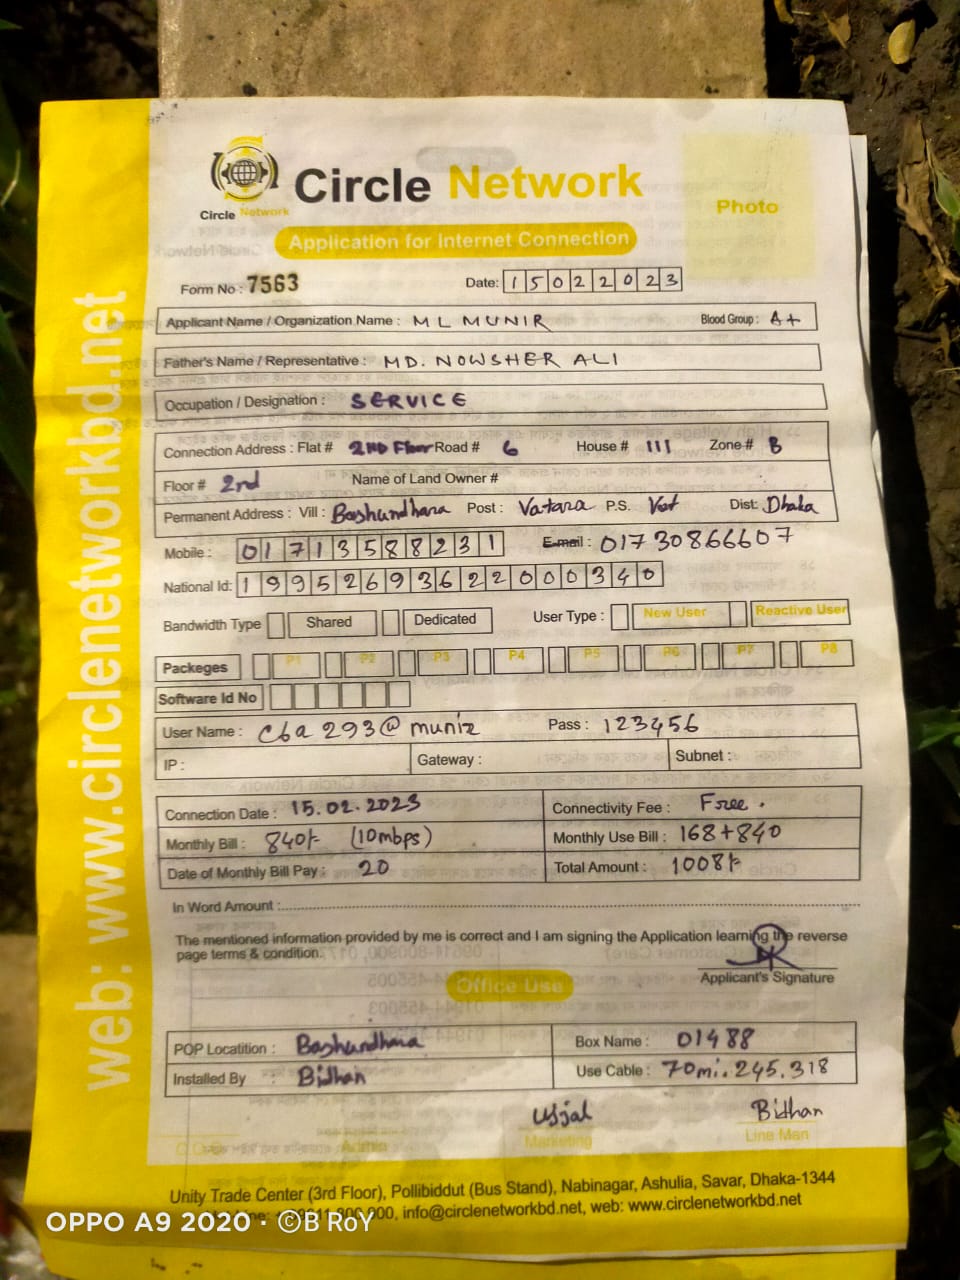 Circle Network
Circle Network
Photo
Application for Internet Connection
Form No : 7563
Date: 15022023
Applicant Name / Organization Name : ML MUNIR Blood Group : A+
Father's Name / Representative : MD. NOWSHER ALI
Occupation / Designation : SERVICE
Connection Address : Flat # 2ND Floor Road # 6 House # 111 Zone # B
Floor # 2nd Name of Land Owner #
Permanent Address : Vill : Bashundhara Post : Vatara P.S. Dist: Dhaka
Mobile : 01713588231 E-mail : 01730866607
National Id: 19952693622000340
Bandwidth Type Shared Dedicated User Type : New User Reactive User
Packeges P1 P2 P3 P4 P5 P6 P7 P8
Software Id No
User Name : cba293@muniz Pass : 123456
IP : Gateway : Subnet :
Connection Date : 15.02.2023 Connectivity Fee : Free .
Monthly Bill : 840/- (10mbps) Monthly Use Bill : 168+840
Date of Monthly Bill Pay : 20 Total Amount : 1008/-
In Word Amount :
The mentioned information provided by me is correct and I am signing the Application learning the reverse
page terms & condition.
Applicant's Signature
Office Use
POP Locatition : Bashundhara Box Name : 01488
Installed By : Bidhan Use Cable : 70mi. 245.318
Ujjal Bidhan
Admin Marketing Line Man
Unity Trade Center (3rd Floor), Pollibiddut (Bus Stand), Nabinagar, Ashulia, Savar, Dhaka-1344
info@circlenetworkbd.net, web: www.circlenetworkbd.net
web: www.circlenetworkbd.net
OPPO A9 2020 · ©B RoY